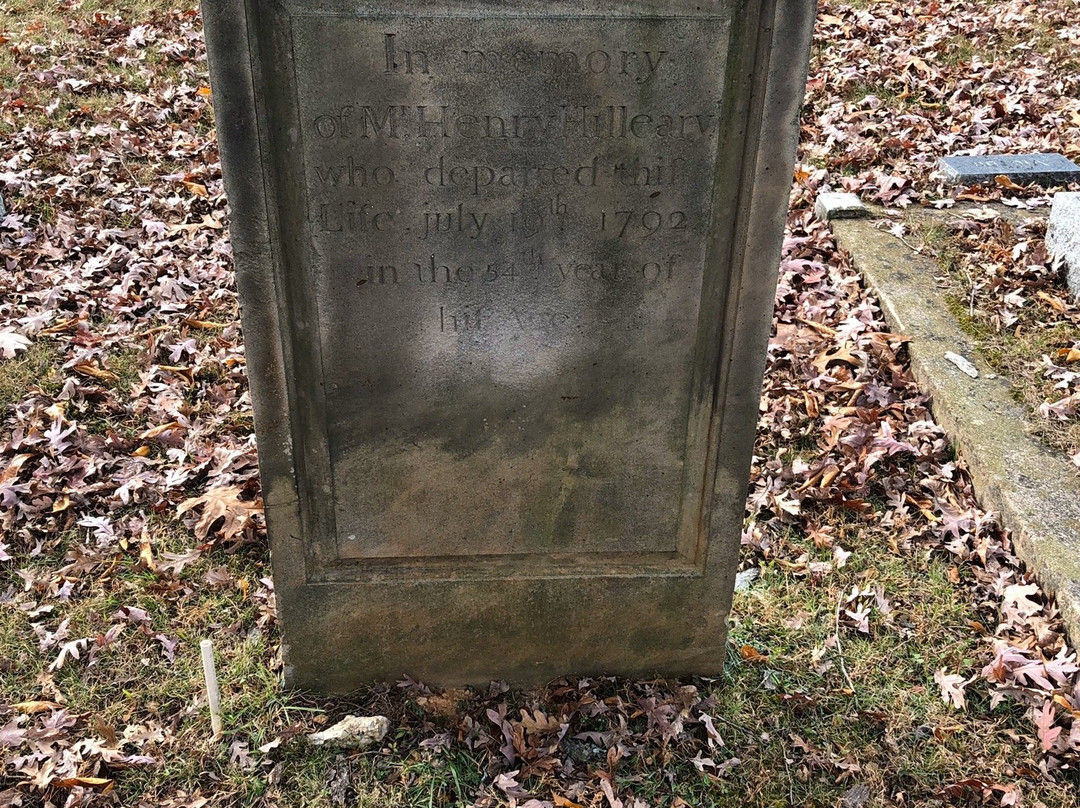 In memory
of Mr. Henry Hilleary
who departed this
Life july 19th 1792
in the 54th year of
his Age